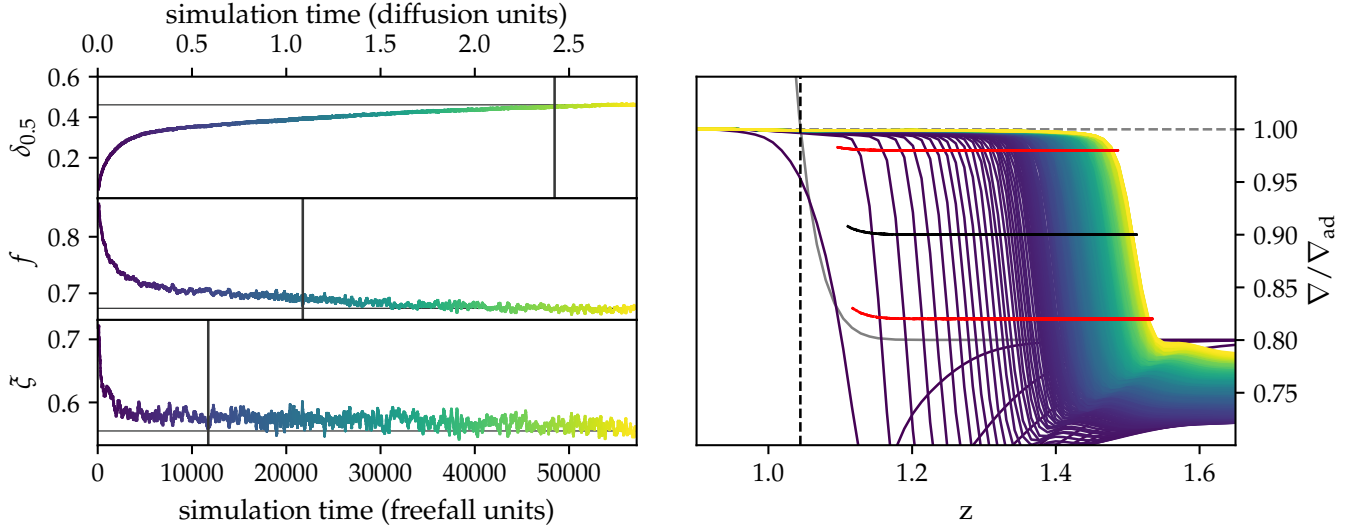 simulation time (diffusion units)
0.0 0.5 1.0 1.5 2.0 2.5
0.6
0.4
0.2
δ0.5
0.8
0.7
f
0.7
0.6
ξ
0 10000 20000 30000 40000 50000
simulation time (freefall units)
1.00
0.95
0.90
0.85
0.80
0.75
∇/∇ad
1.0 1.2 1.4 1.6
z